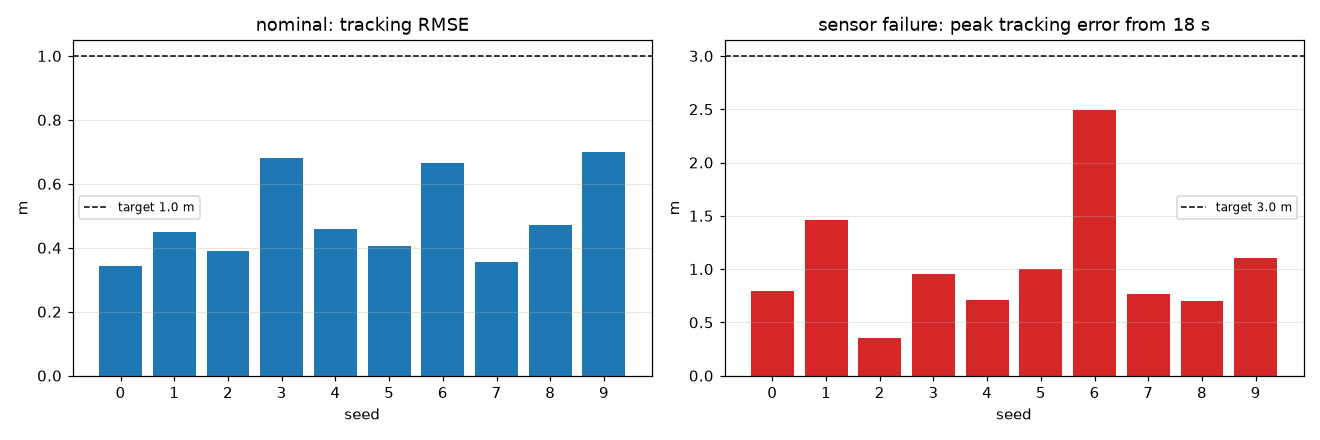 nominal: tracking RMSE
m
1.0
0.8
0.6
0.4
0.2
0.0
target 1.0 m
0 1 2 3 4 5 6 7 8 9
seed
sensor failure: peak tracking error from 18 s
m
3.0
2.5
2.0
1.5
1.0
0.5
0.0
target 3.0 m
0 1 2 3 4 5 6 7 8 9
seed